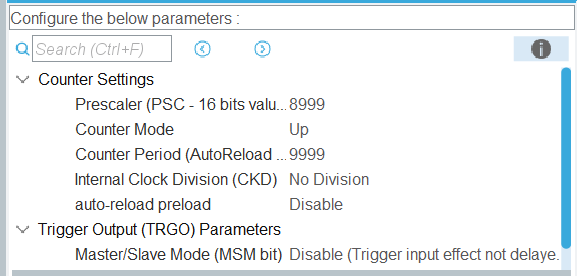 Configure the below parameters :
Search (Ctrl+F)
Counter Settings
Prescaler (PSC - 16 bits valu... 8999
Counter Mode Up
Counter Period (AutoReload ... 9999
Internal Clock Division (CKD) No Division
auto-reload preload Disable
Trigger Output (TRGO) Parameters
Master/Slave Mode (MSM bit) Disable (Trigger input effect not delaye.